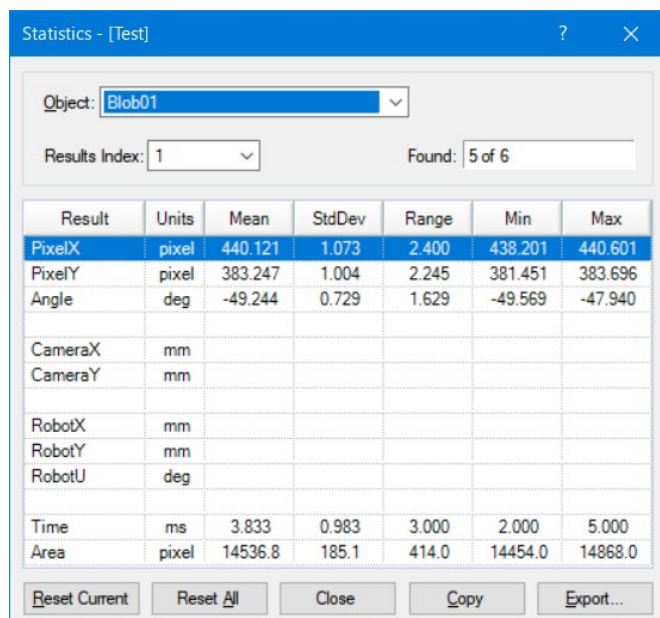 Statistics - [Test] ?
Object: Blob01
Results Index: 1 Found: 5 of 6
Result Units Mean StdDev Range Min Max
PixelX pixel 440.121 1.073 2.400 438.201 440.601
PixelY pixel 383.247 1.004 2.245 381.451 383.696
Angle deg -49.244 0.729 1.629 -49.569 -47.940
CameraX mm
CameraY mm
RobotX mm
RobotY mm
RobotU deg
Time ms 3.833 0.983 3.000 2.000 5.000
Area pixel 14536.8 185.1 414.0 14454.0 14868.0
Reset Current Reset All Close Copy Export...